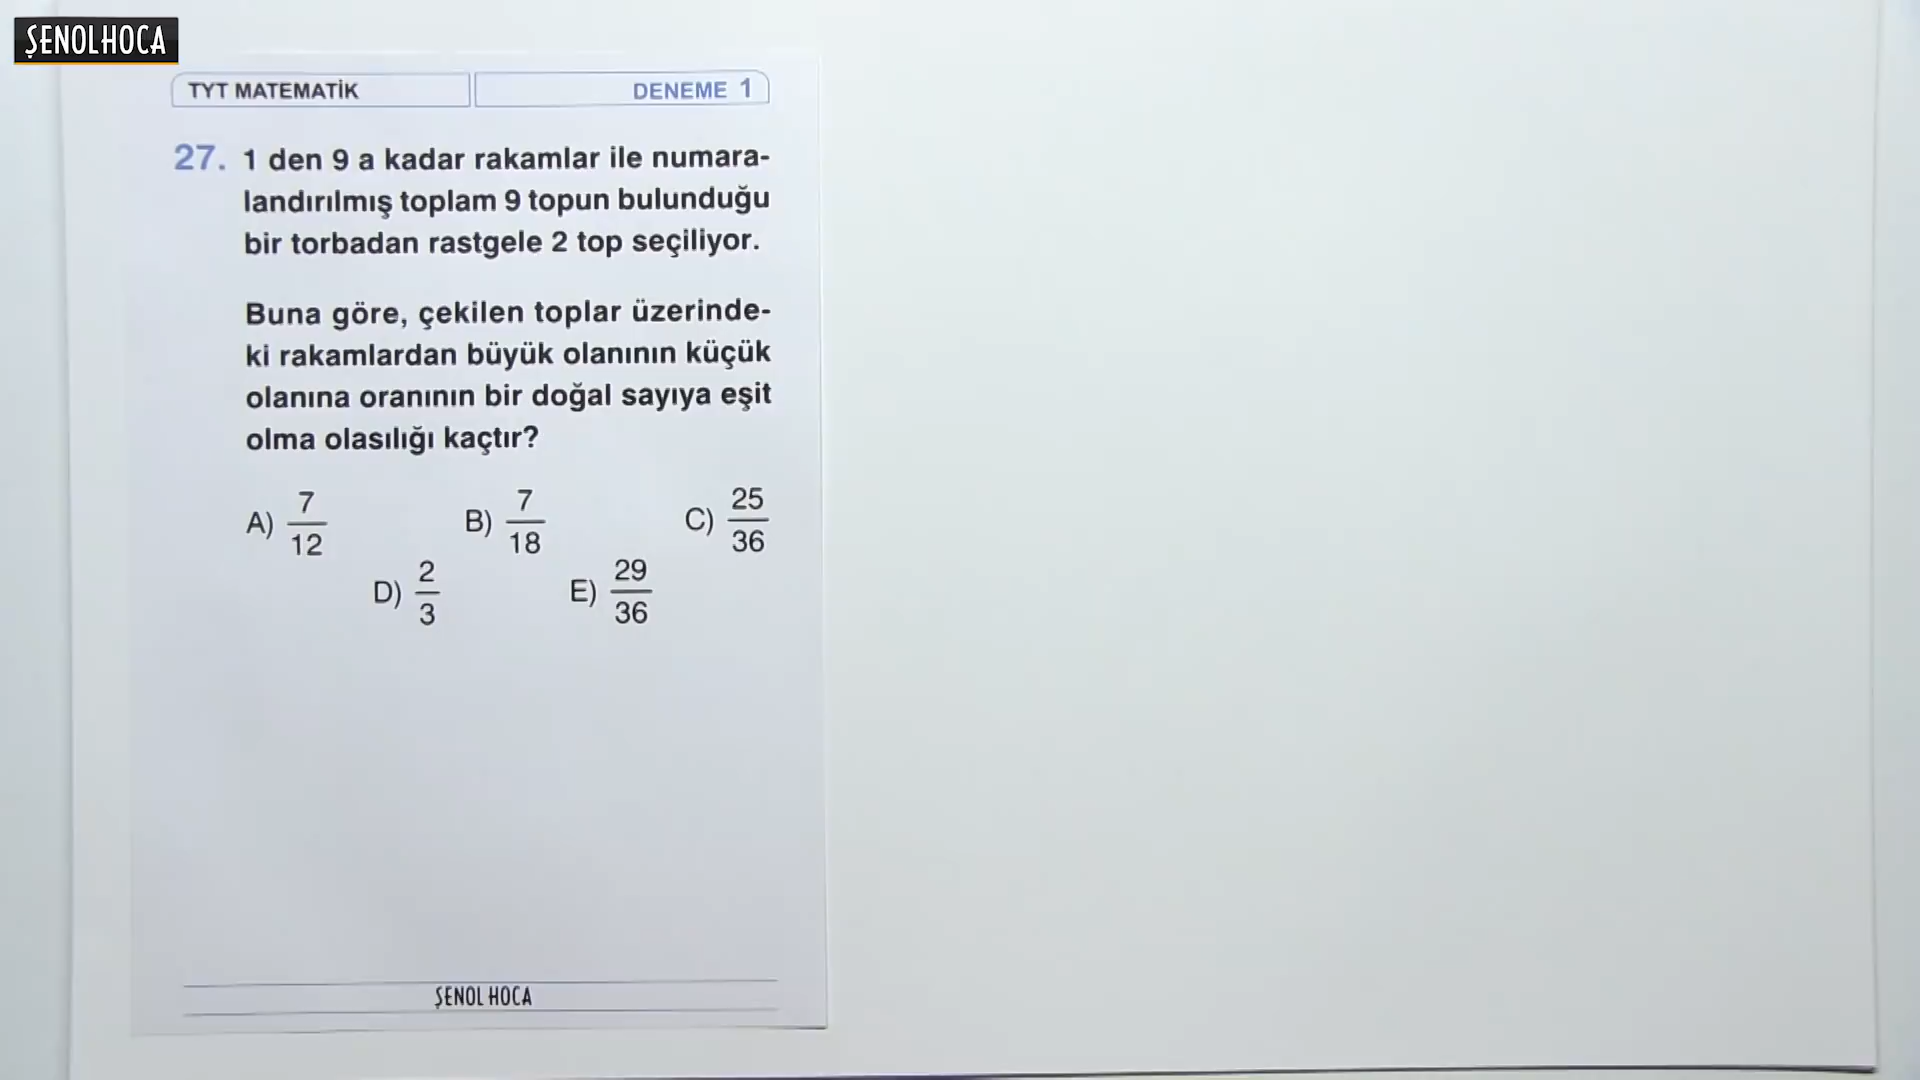 ŞENOLHOCA
TYT MATEMATİK
DENEME 1
27. 1 den 9 a kadar rakamlar ile numara-
landırılmış toplam 9 topun bulunduğu
bir torbadan rastgele 2 top seçiliyor.
Buna göre, çekilen toplar üzerinde-
ki rakamlardan büyük olanının küçük
olanına oranının bir doğal sayıya eşit
olma olasılığı kaçtır?
A) 7/12 B) 7/18 C) 25/36
D) 2/3 E) 29/36
ŞENOL HOCA